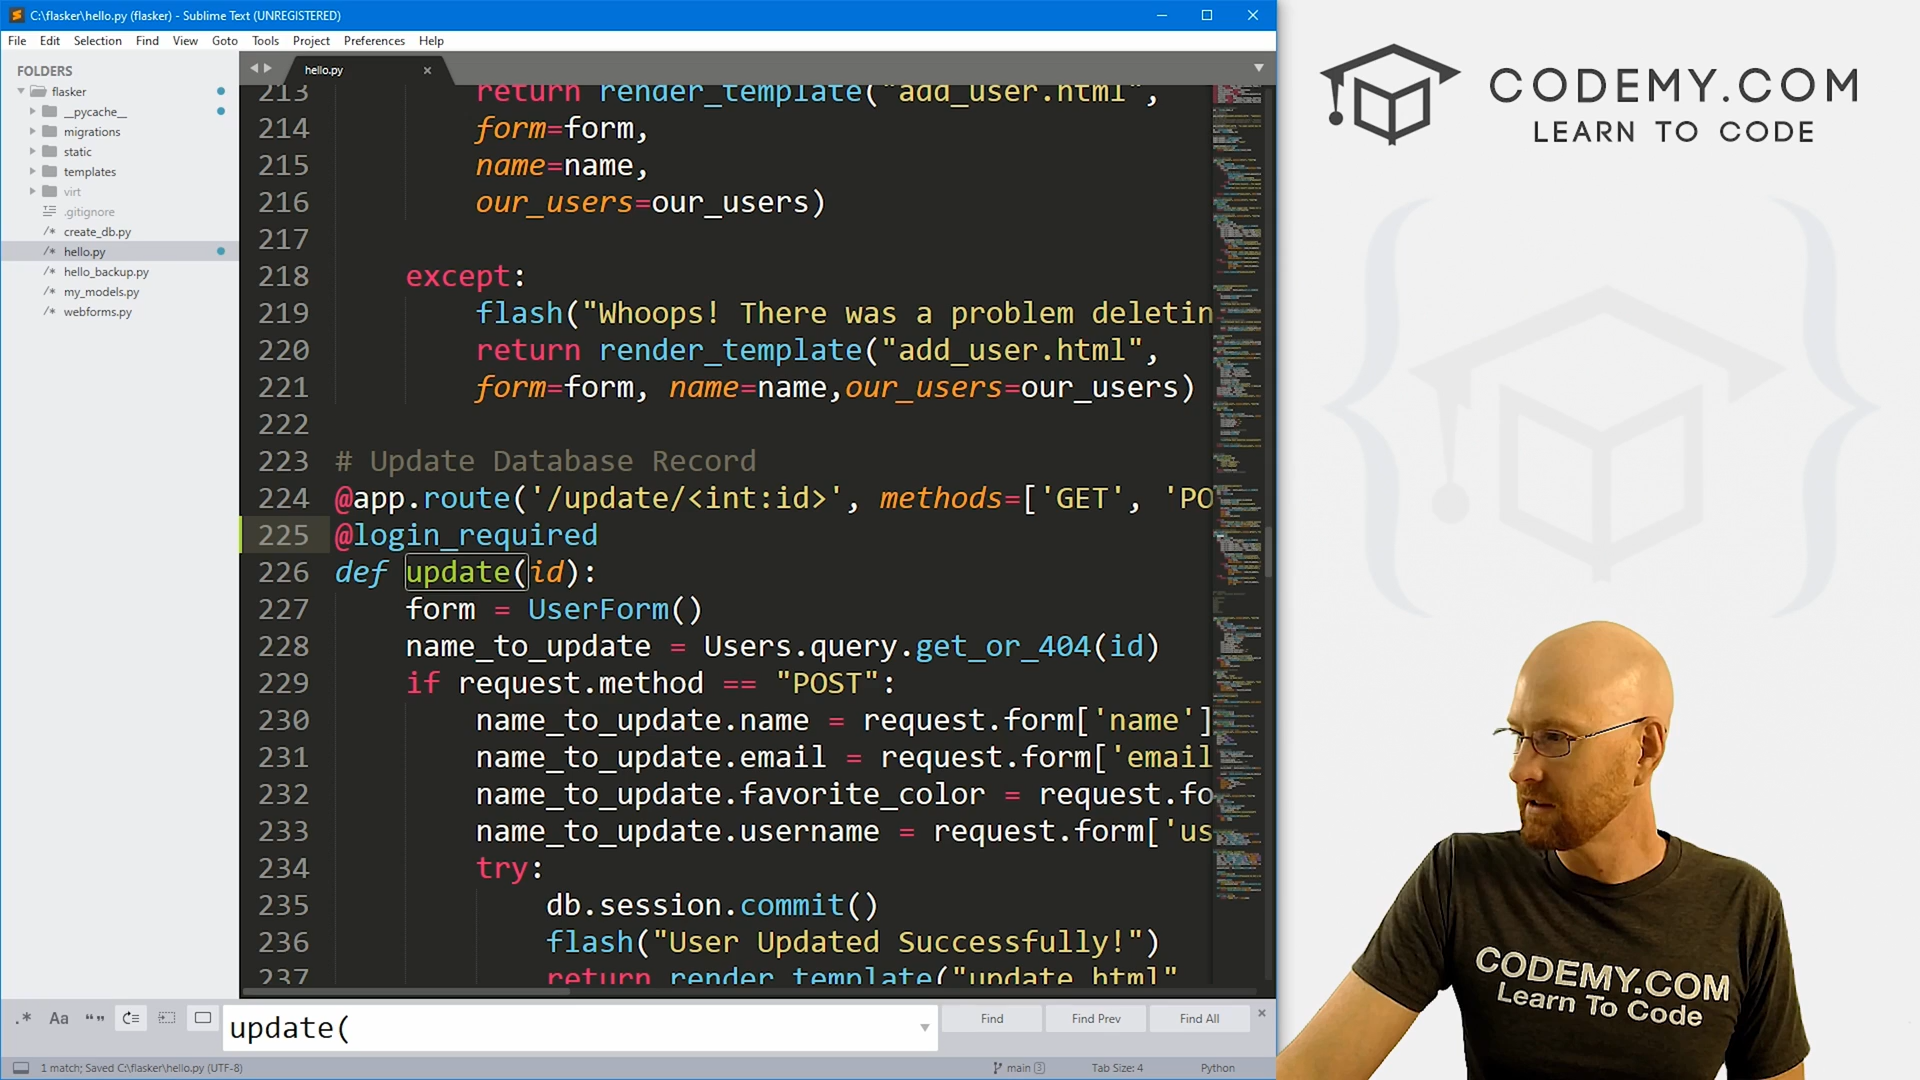 C:\flasker\hello.py (flasker) - Sublime Text (UNREGISTERED)
File Edit Selection Find View Goto Tools Project Preferences Help
FOLDERS
flasker
__pycache__
migrations
static
templates
virt
.gitignore
create_db.py
hello.py
hello_backup.py
my_models.py
webforms.py
hello.py
213 return render_template("add_user.html",
214 form=form,
215 name=name,
216 our_users=our_users)
217
218 except:
219 flash("Whoops! There was a problem deletin
220 return render_template("add_user.html",
221 form=form, name=name,our_users=our_users)
222
223 # Update Database Record
224 @app.route('/update/<int:id>', methods=['GET', 'PO
225 @login_required
226 def update(id):
227 form = UserForm()
228 name_to_update = Users.query.get_or_404(id)
229 if request.method == "POST":
230 name_to_update.name = request.form['name']
231 name_to_update.email = request.form['email
232 name_to_update.favorite_color = request.fo
233 name_to_update.username = request.form['us
234 try:
235 db.session.commit()
236 flash("User Updated Successfully!")
237 return render_template("update.html"
.* Aa “” update( Find Find Prev Find All
1 match; Saved C:\flasker\hello.py (UTF-8) main 3 Tab Size: 4 Python
CODEMY.COM
LEARN TO CODE
CODEMY.COM
Learn To Code